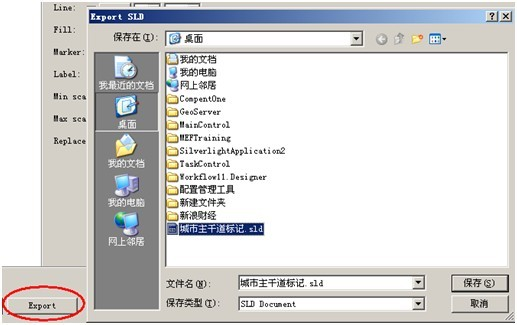 Line:
Fill:
Marker:
Label:
Min sca
Max sca
Replace
Export
Export SLD
保存在(I):
桌面
我最近的文档
桌面
我的文档
我的电脑
网上邻居
我的文档
我的电脑
网上邻居
CompentOne
GeoServer
MainControl
MEFTraining
SilverlightApplication2
TaskControl
Workflow11.Designer
配置管理工具
新建文件夹
新浪财经
城市主干道标记.sld
文件名(N):
城市主干道标记.sld
保存(S)
保存类型(T):
SLD Document
取消